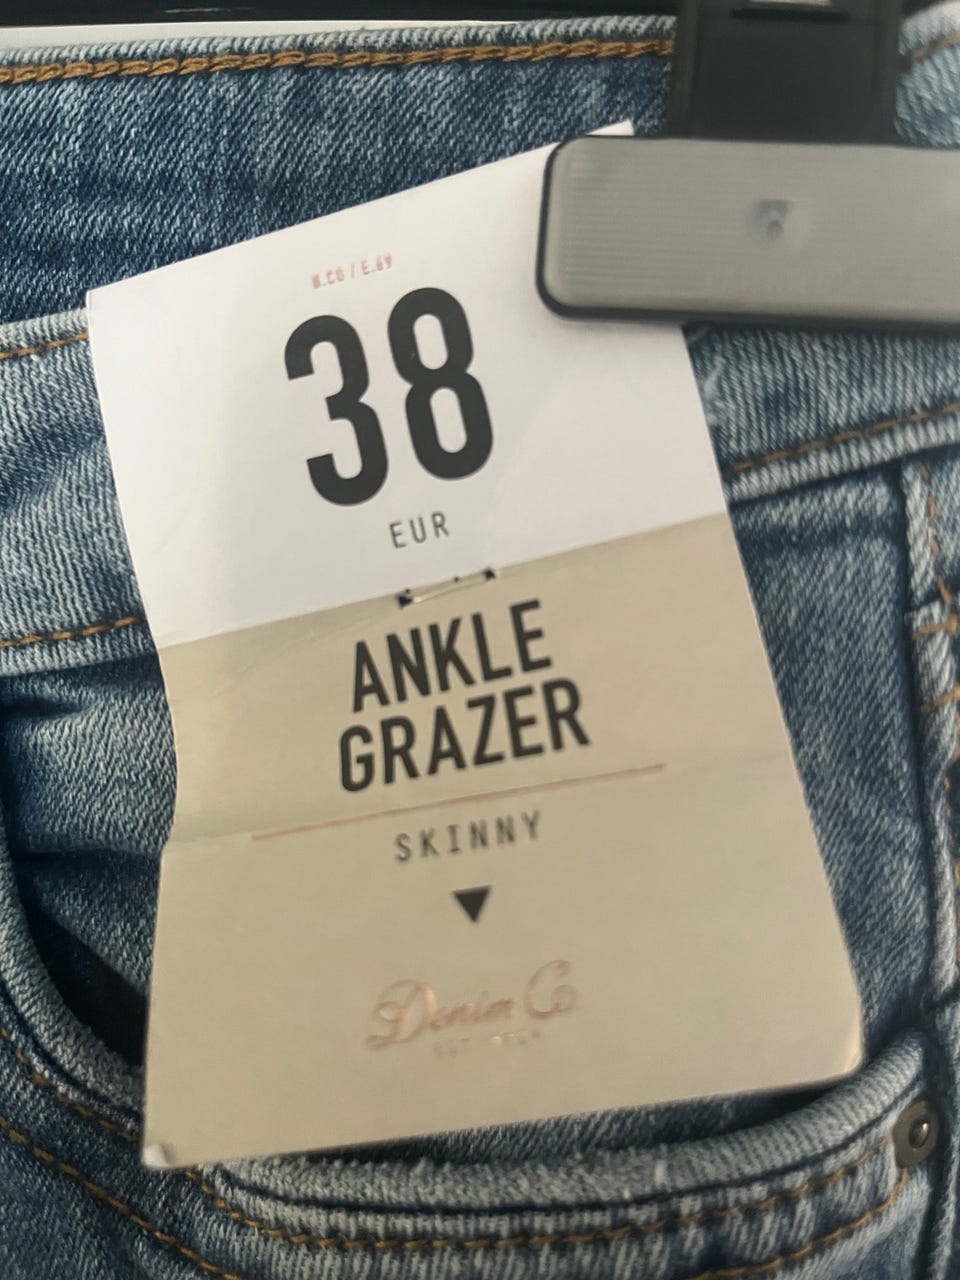 38
EUR
ANKLE
GRAZER
SKINNY
Denim Co